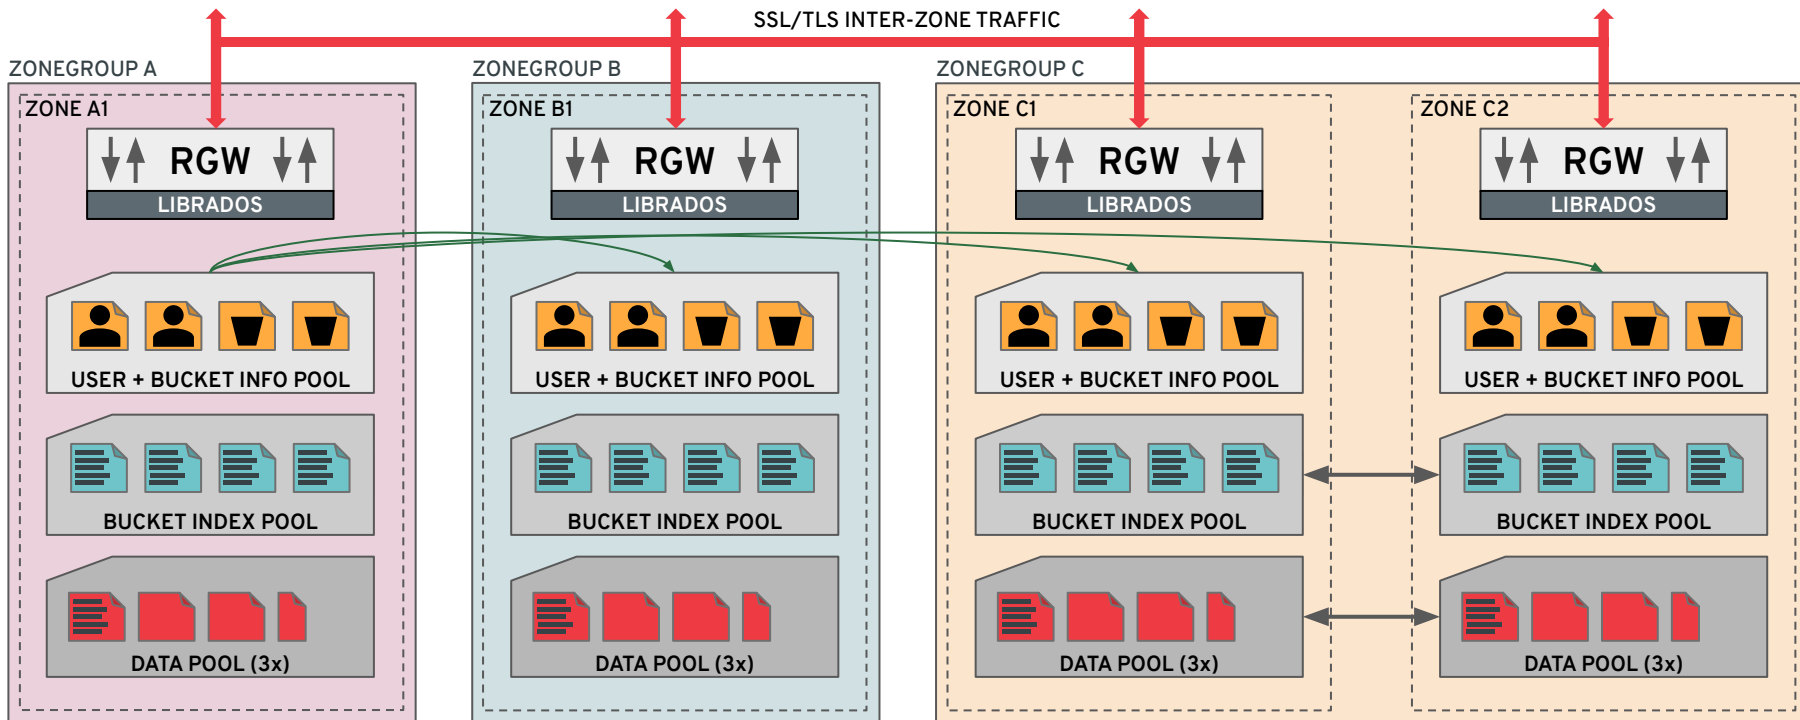 SSL/TLS INTER-ZONE TRAFFIC
ZONEGROUP A
ZONE A1
RGW
LIBRADOS
USER + BUCKET INFO POOL
BUCKET INDEX POOL
DATA POOL (3x)
ZONEGROUP B
ZONE B1
RGW
LIBRADOS
USER + BUCKET INFO POOL
BUCKET INDEX POOL
DATA POOL (3x)
ZONEGROUP C
ZONE C1
RGW
LIBRADOS
USER + BUCKET INFO POOL
BUCKET INDEX POOL
DATA POOL (3x)
ZONE C2
RGW
LIBRADOS
USER + BUCKET INFO POOL
BUCKET INDEX POOL
DATA POOL (3x)